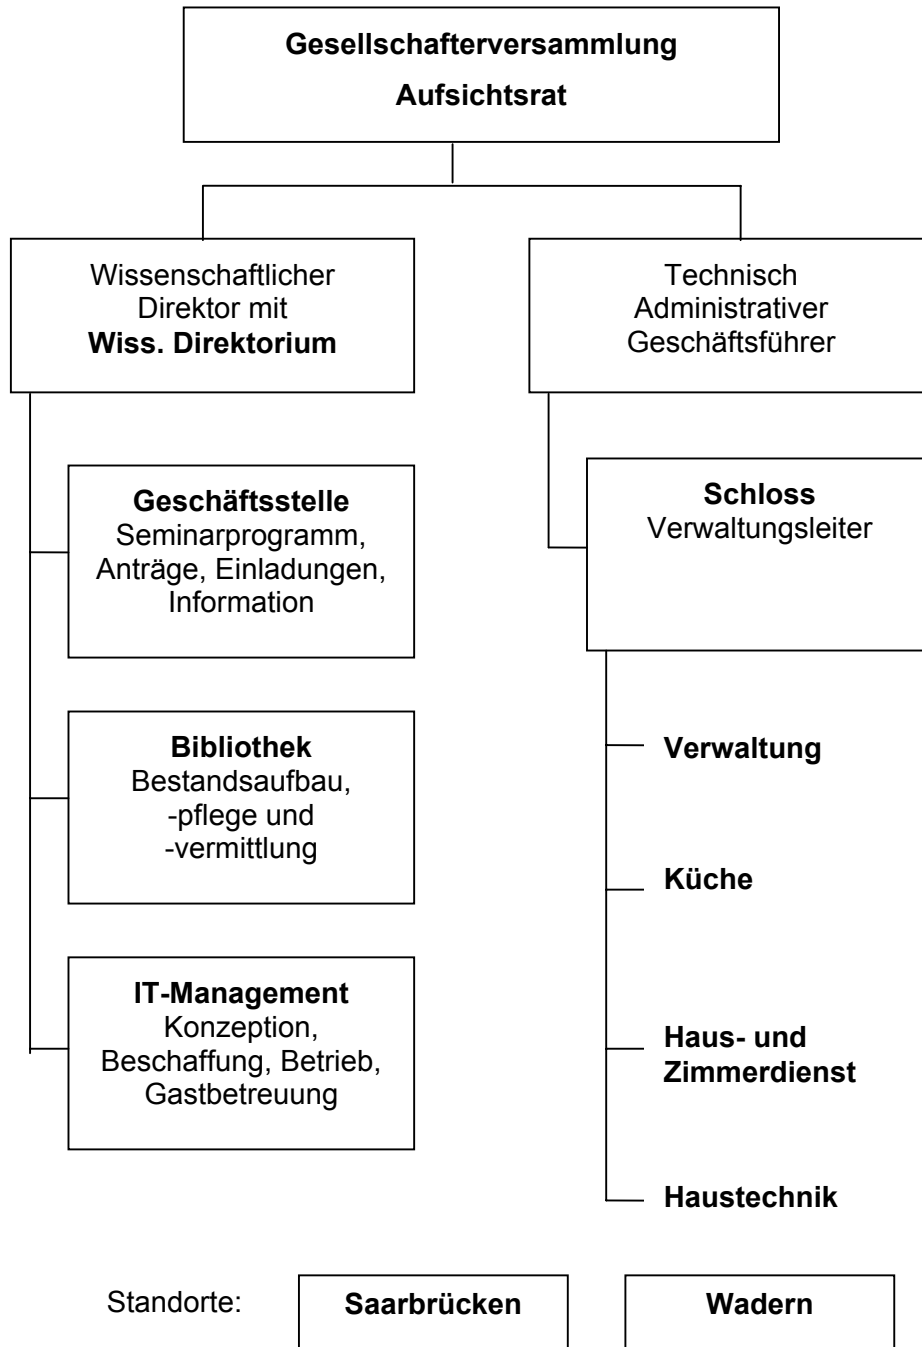 Gesellschafterversammlung
Aufsichtsrat
Wissenschaftlicher
Direktor mit
Wiss. Direktorium
Technisch
Administrativer
Geschäftsführer
Geschäftsstelle
Seminarprogramm,
Anträge, Einladungen,
Information
Schloss
Verwaltungsleiter
Bibliothek
Bestandsaufbau,
-pflege und
-vermittlung
Verwaltung
Küche
IT-Management
Konzeption,
Beschaffung, Betrieb,
Gastbetreuung
Haus- und
Zimmerdienst
Haustechnik
Standorte: Saarbrücken Wadern